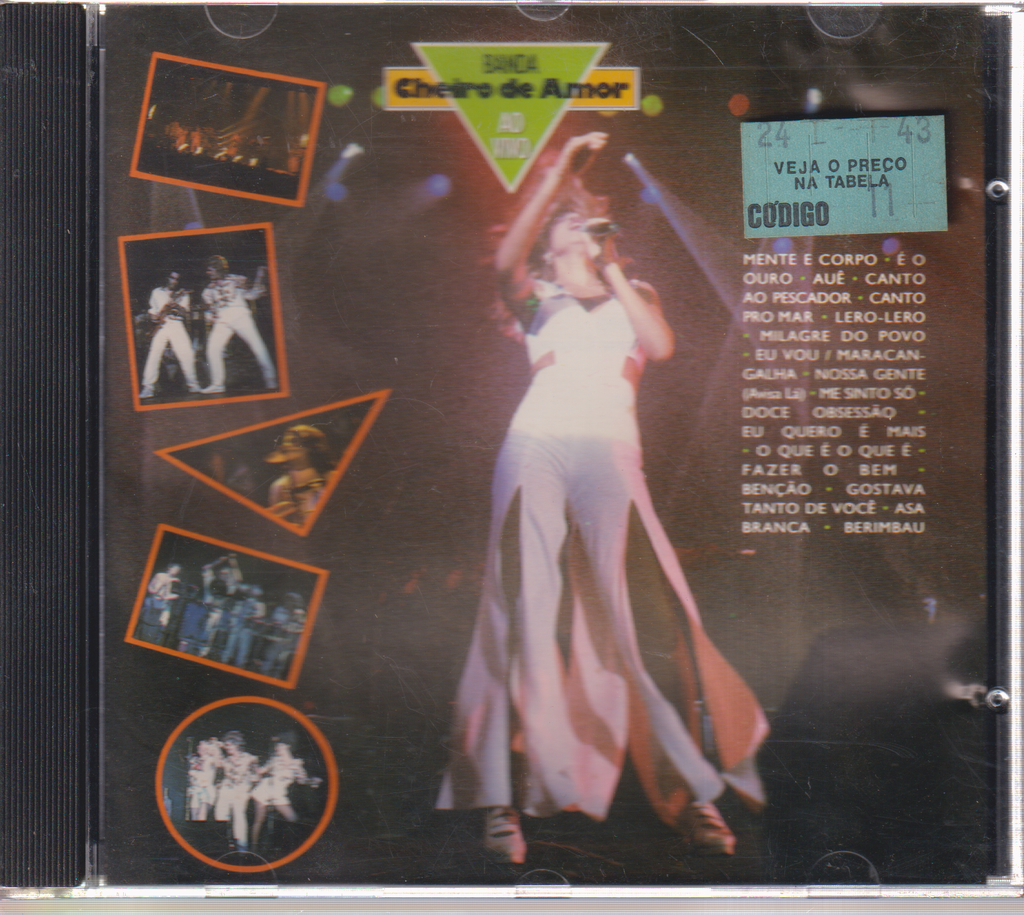 BANDA
Cheiro de Amor
AO
VIVO
24 1 - 1 43
VEJA O PREÇO
NA TABELA
CÓDIGO 11 -
MENTE E CORPO • É O
OURO • AUÊ • CANTO
AO PESCADOR • CANTO
PRO MAR • LERO-LERO
• MILAGRE DO POVO
• EU VOU / MARACAN-
GALHA • NOSSA GENTE
(Avisa Lá) • ME SINTO SÓ •
DOCE OBSESSÃO •
EU QUERO É MAIS
• O QUE É O QUE É •
FAZER O BEM •
BENÇÃO • GOSTAVA
TANTO DE VOCÊ • ASA
BRANCA • BERIMBAU